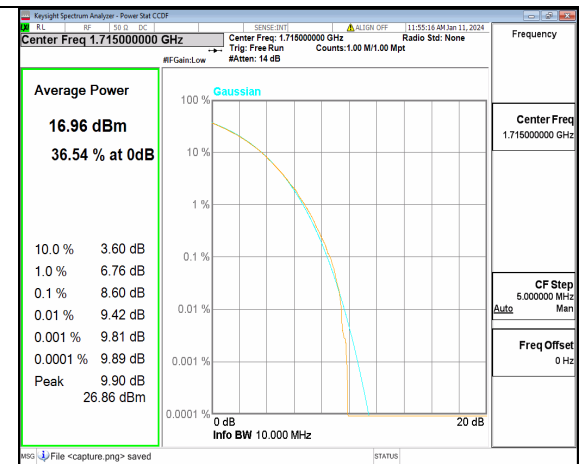 Keysight Spectrum Analyzer - Power Stat CCDF
RL RF 50 Ω DC SENSE:INT ALIGN OFF 11:55:16 AM Jan 11, 2024
Center Freq 1.715000000 GHz
Center Freq: 1.715000000 GHz Radio Std: None
Trig: Free Run Counts:1.00 M/1.00 Mpt
#IFGain:Low #Atten: 14 dB
Frequency
Average Power
16.96 dBm
36.54 % at 0dB
10.0 % 3.60 dB
1.0 % 6.76 dB
0.1 % 8.60 dB
0.01 % 9.42 dB
0.001 % 9.81 dB
0.0001 % 9.89 dB
Peak 9.90 dB
26.86 dBm
Gaussian
100 %
10 %
1 %
0.1 %
0.01 %
0.001 %
0.0001 %
0 dB 20 dB
Info BW 10.000 MHz
Center Freq
1.715000000 GHz
CF Step
5.000000 MHz
Auto Man
Freq Offset
0 Hz
MSG File <capture.png> saved STATUS